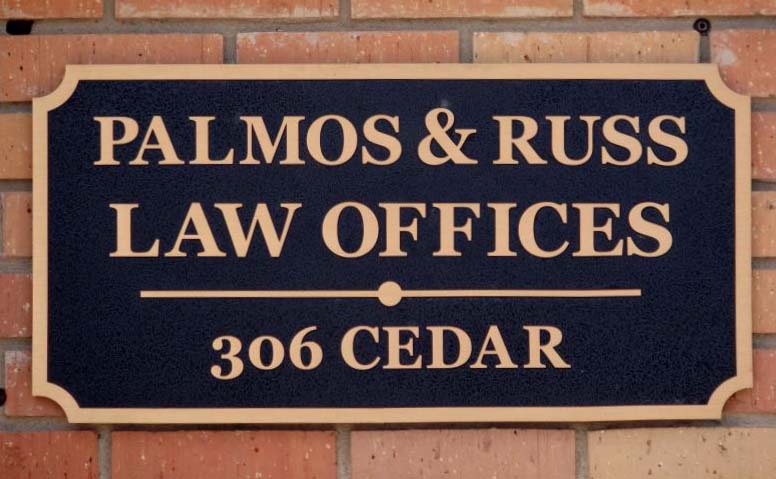 PALMOS & RUSS
LAW OFFICES
306 CEDAR